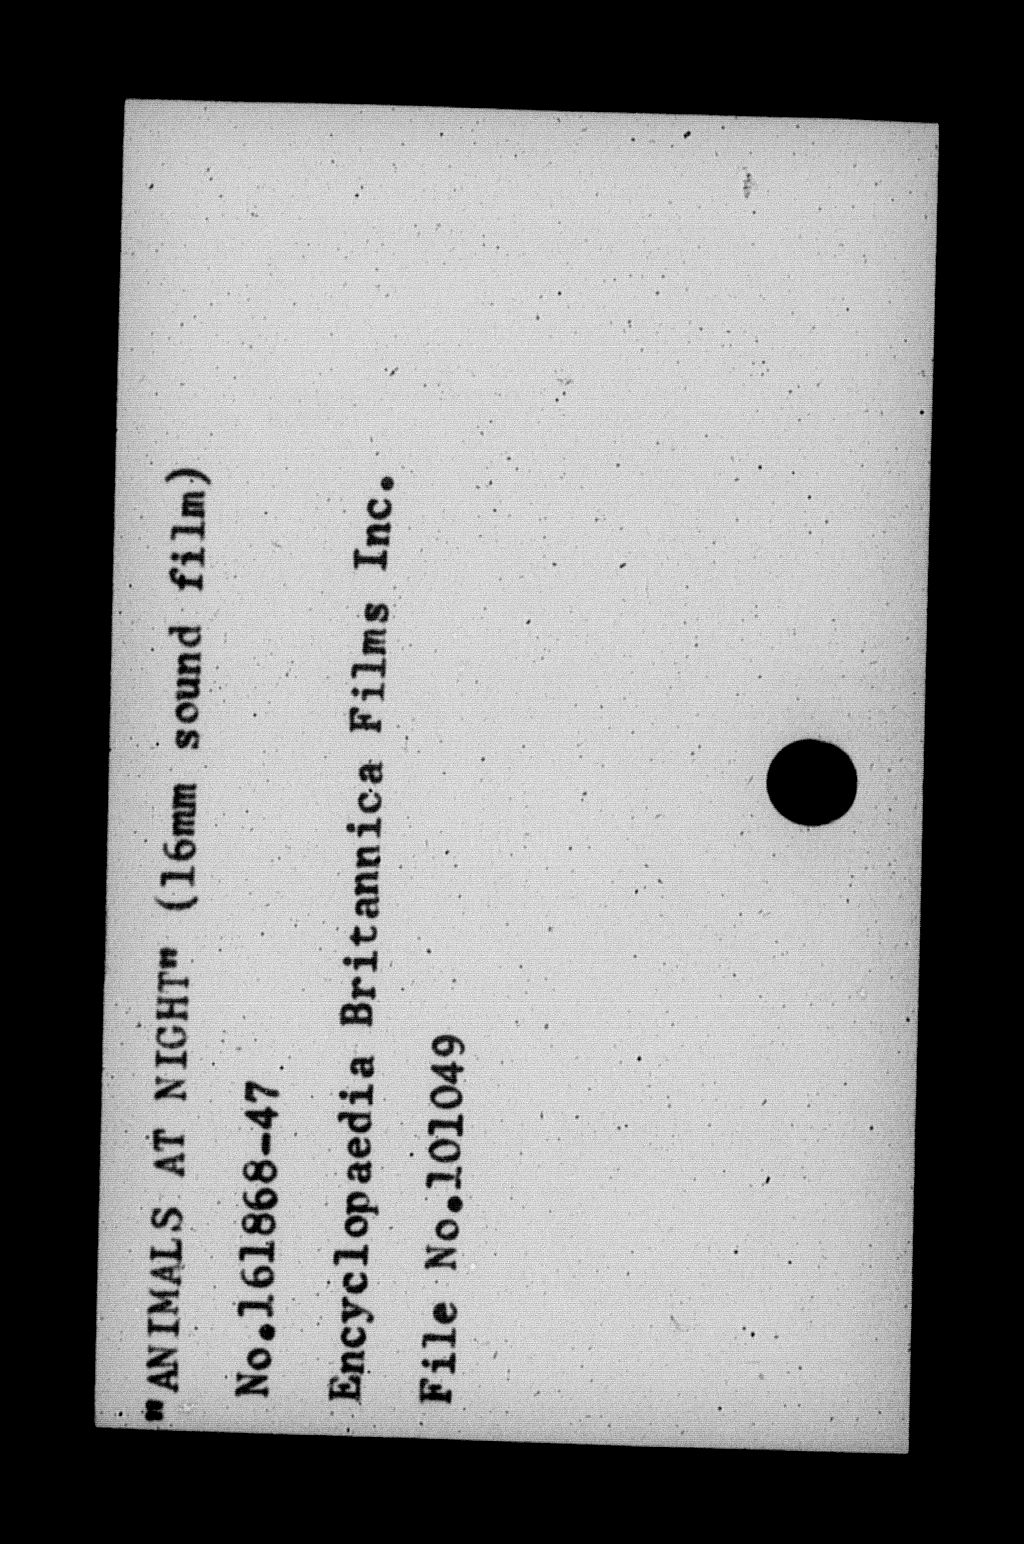 "ANIMALS AT NIGHT" (16mm sound film)
No.161868-47
Encyclopaedia Britannica Films Inc.
File No.101049